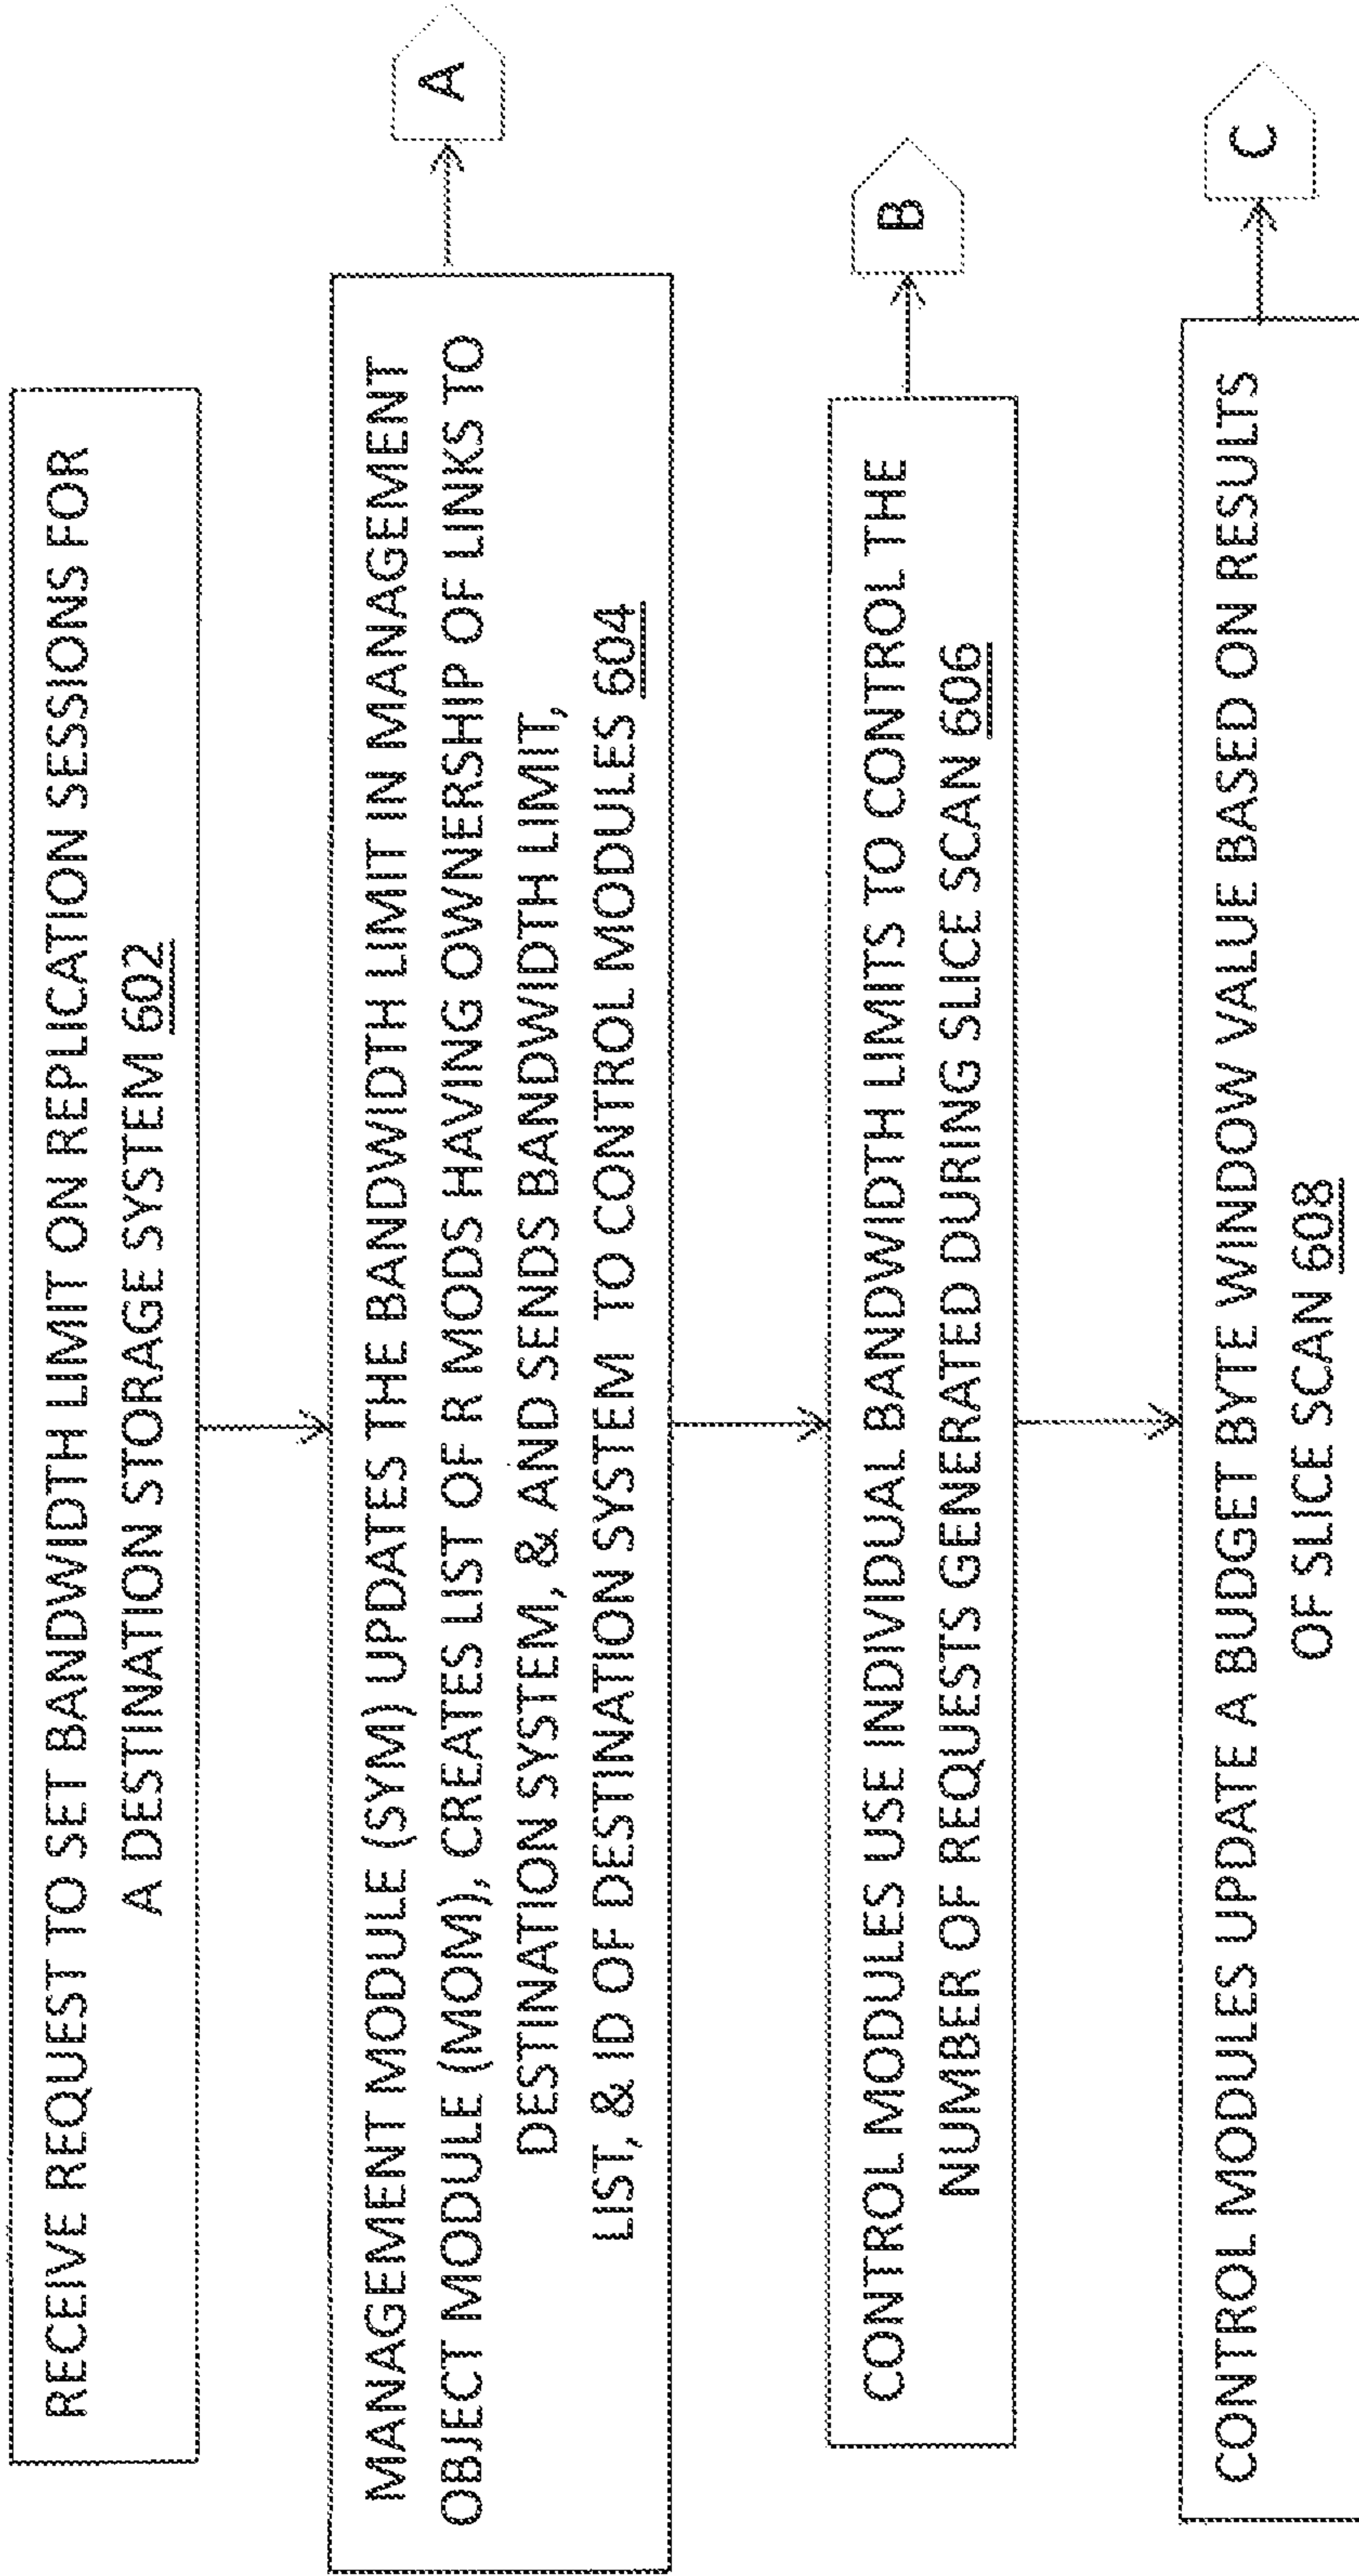 RECEIVE REQUEST TO SET BANDWIDTH LIMIT ON REPLICATION SESSIONS FOR
A DESTINATION STORAGE SYSTEM 602
MANAGEMENT MODULE (SYM) UPDATES THE BANDWIDTH LIMIT IN MANAGEMENT
OBJECT MODULE (MOM), CREATES LIST OF R MODS HAVING OWNERSHIP OF LINKS TO
DESTINATION SYSTEM, & AND SENDS BANDWIDTH LIMIT,
LIST, & ID OF DESTINATION SYSTEM TO CONTROL MODULES 604
A
CONTROL MODULES USE INDIVIDUAL BANDWIDTH LIMITS TO CONTROL THE
NUMBER OF REQUESTS GENERATED DURING SLICE SCAN 606
B
CONTROL MODULES UPDATE A BUDGET BYTE WINDOW VALUE BASED ON RESULTS
OF SLICE SCAN 608
C